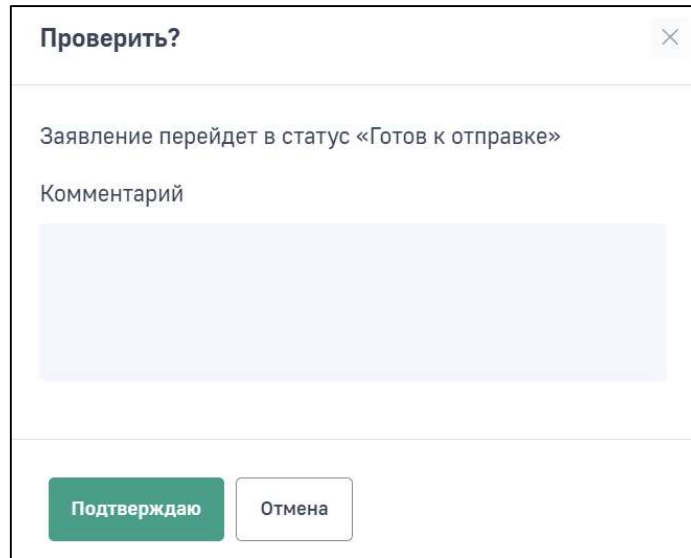 Проверить?
Заявление перейдет в статус «Готов к отправке»
Комментарий
Подтверждаю
Отмена